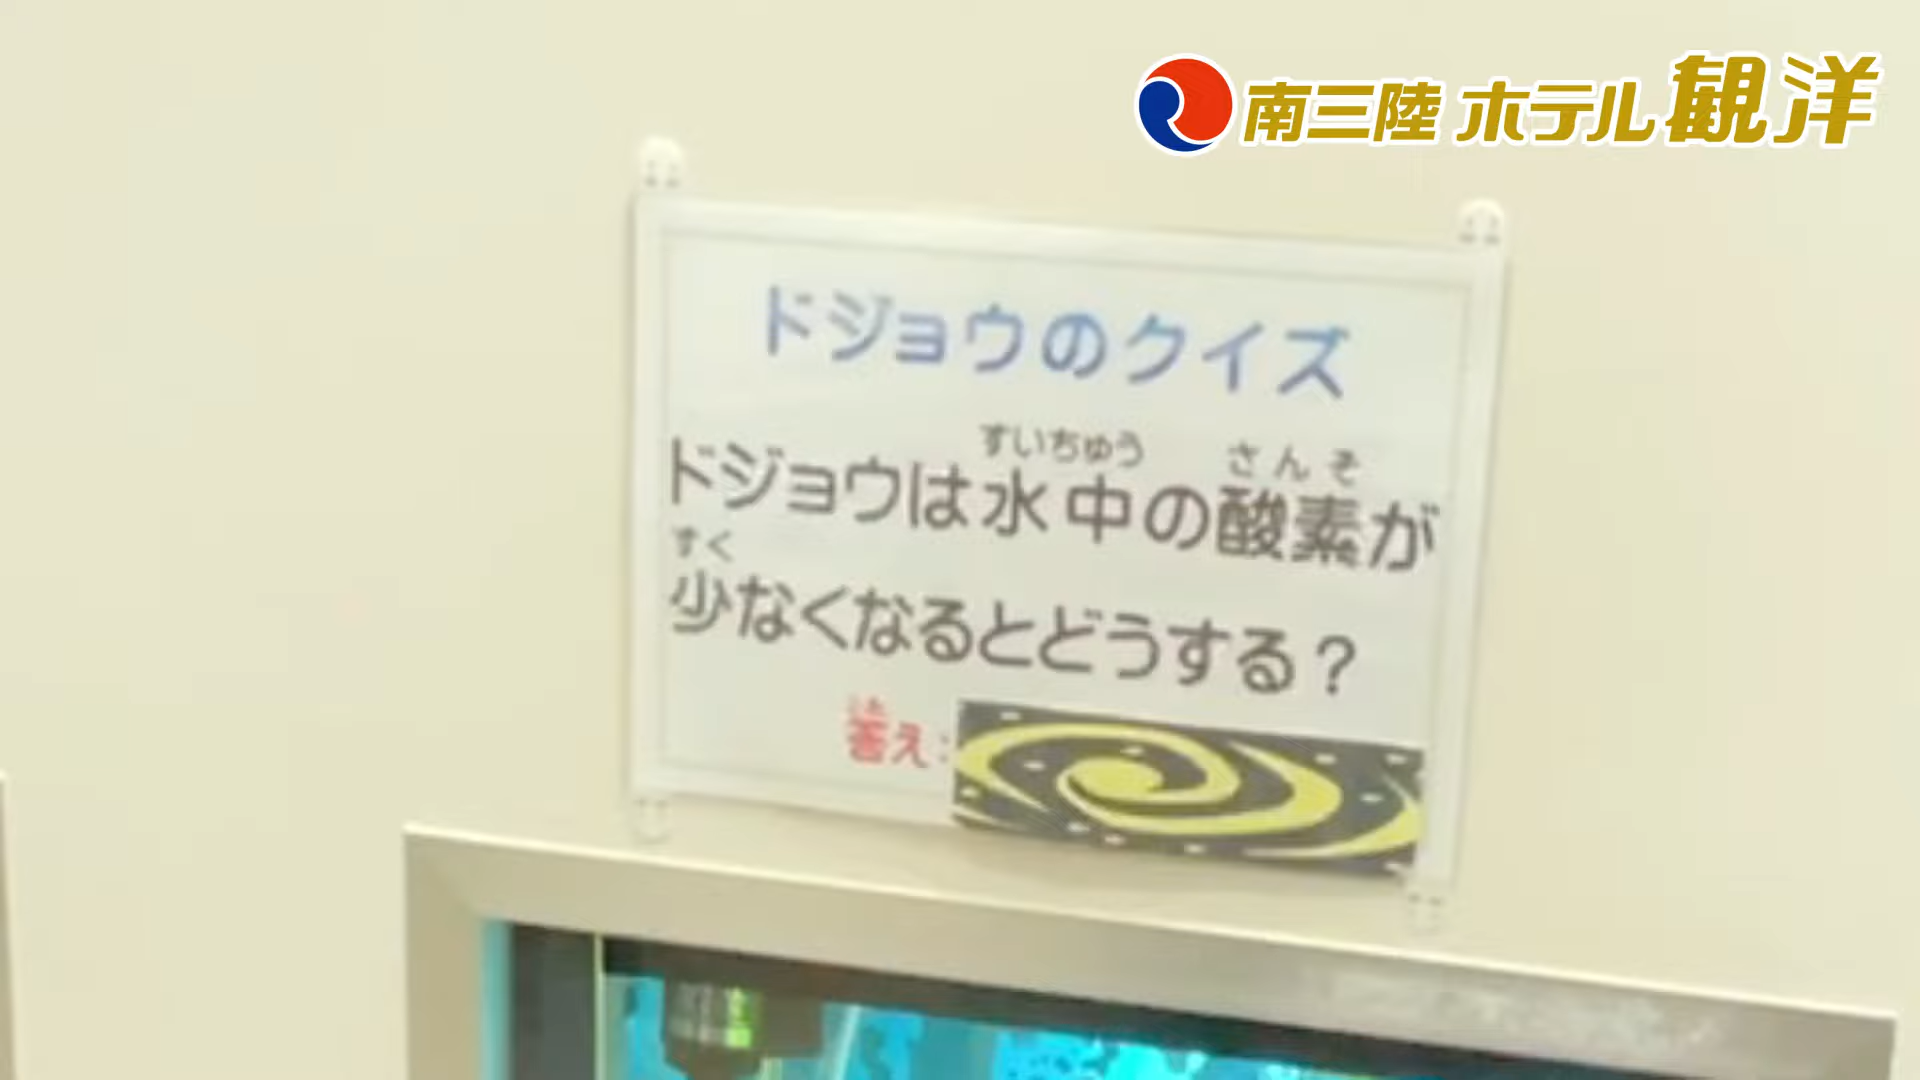 南三陸 ホテル観洋
ドジョウのクイズ
すいちゅう さんそ
ドジョウは水中の酸素が
すく
少なくなるとどうする？
こた
答え：